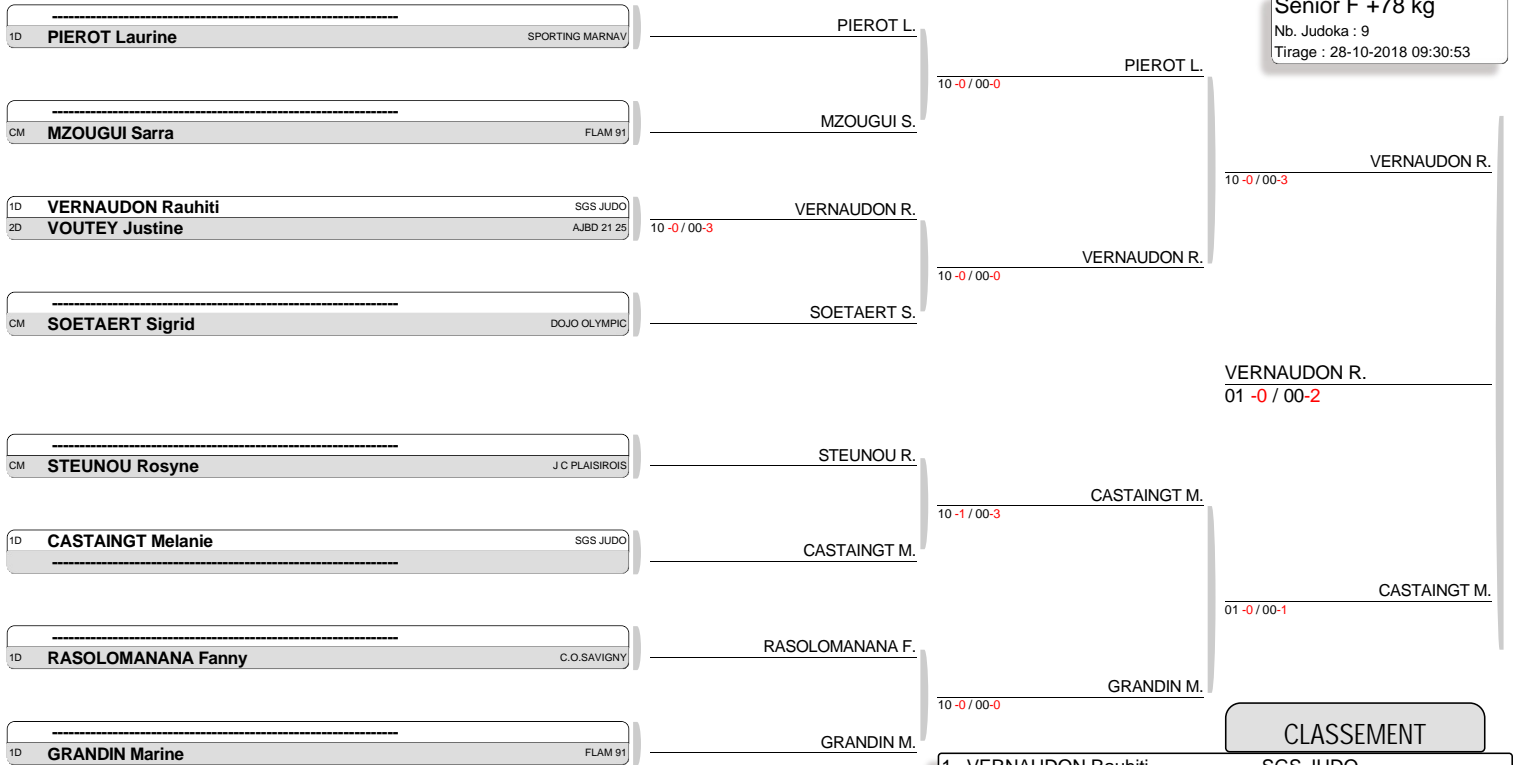 Senior F +78 kg
Nb. Judoka : 9
Tirage : 28-10-2018 09:30:53
----------------------------------------------------------------
1D PIEROT Laurine SPORTING MARNAV
----------------------------------------------------------------
CM MZOUGUI Sarra FLAM 91
1D VERNAUDON Rauhiti SGS JUDO
2D VOUTEY Justine AJBD 21 25
----------------------------------------------------------------
CM SOETAERT Sigrid DOJO OLYMPIC
----------------------------------------------------------------
CM STEUNOU Rosyne J C PLAISIROIS
1D CASTAINGT Melanie SGS JUDO
----------------------------------------------------------------
----------------------------------------------------------------
1D RASOLOMANANA Fanny C.O.SAVIGNY
----------------------------------------------------------------
1D GRANDIN Marine FLAM 91
PIEROT L.
MZOUGUI S.
VERNAUDON R.
10 -0 / 00-3
SOETAERT S.
STEUNOU R.
CASTAINGT M.
RASOLOMANANA F.
GRANDIN M.
PIEROT L.
10 -0 / 00-0
VERNAUDON R.
10 -0 / 00-0
CASTAINGT M.
10 -1 / 00-3
GRANDIN M.
10 -0 / 00-0
VERNAUDON R.
10 -0 / 00-3
VERNAUDON R.
01 -0 / 00-2
CASTAINGT M.
01 -0 / 00-1
CLASSEMENT
1 VERNAUDON Rauhiti SGS JUDO